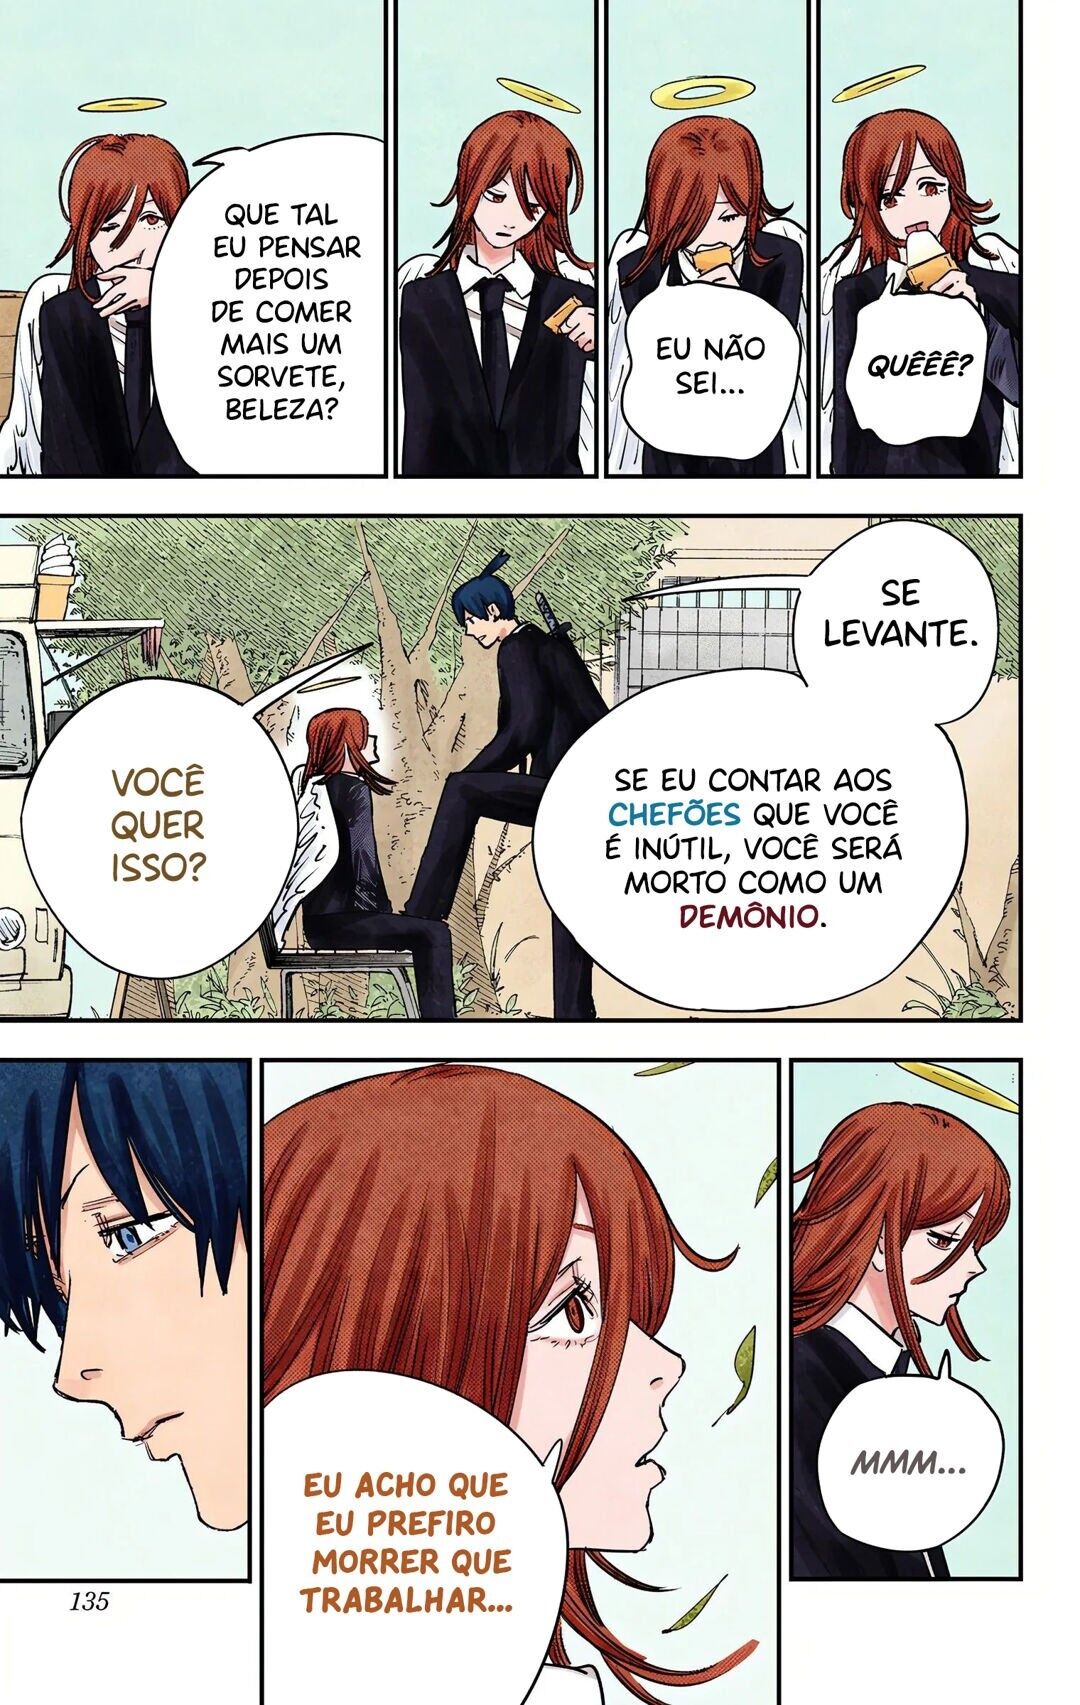 QUÊÊÊ?
EU NÃO
SEI...
QUE TAL
EU PENSAR
DEPOIS
DE COMER
MAIS UM
SORVETE,
BELEZA?
SE
LEVANTE.
SE EU CONTAR AOS
CHEFÕES QUE VOCÊ
É INÚTIL, VOCÊ SERÁ
MORTO COMO UM
DEMÔNIO.
VOCÊ
QUER
ISSO?
MMM...
EU ACHO QUE
EU PREFIRO
MORRER QUE
TRABALHAR...
135